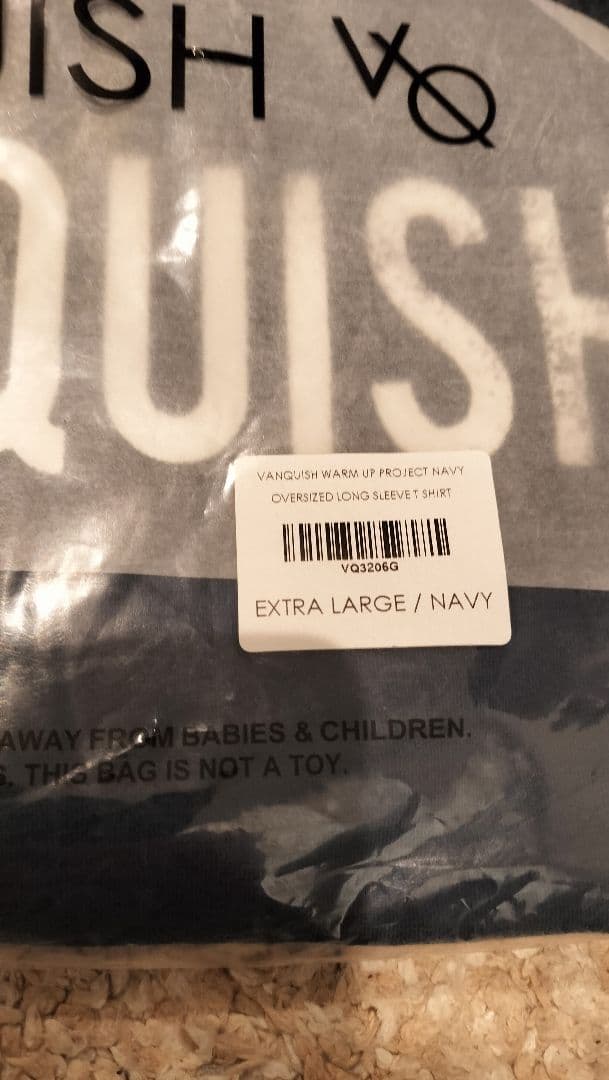 UISH VQ
QUISH
VANQUISH WARM UP PROJECT NAVY
OVERSIZED LONG SLEEVE T SHIRT
VQ3206G
EXTRA LARGE / NAVY
AWAY FROM BABIES & CHILDREN.
S. THIS BAG IS NOT A TOY.